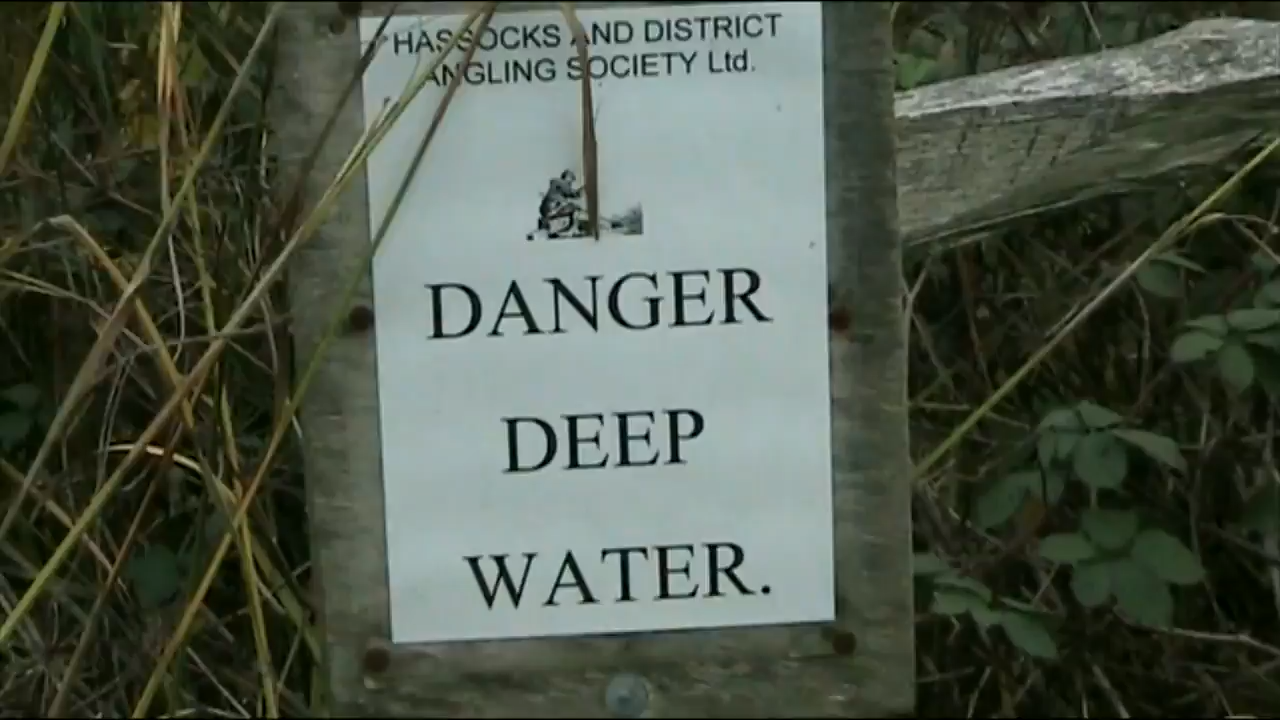 HASSOCKS AND DISTRICT
ANGLING SOCIETY Ltd.
DANGER
DEEP
WATER.